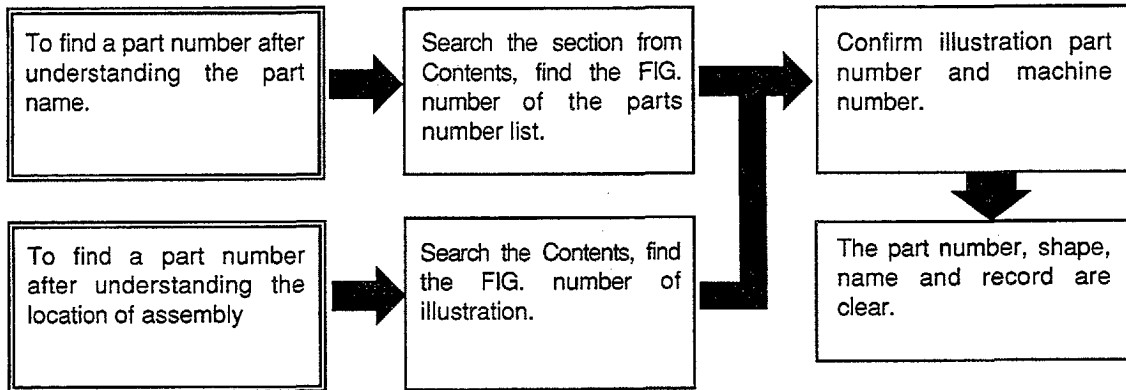 To find a part number after
understanding the part
name.
Search the section from
Contents, find the FIG.
number of the parts
number list.
Confirm illustration part
number and machine
number.
To find a part number
after understanding the
location of assembly
Search the Contents, find
the FIG. number of
illustration.
The part number, shape,
name and record are
clear.